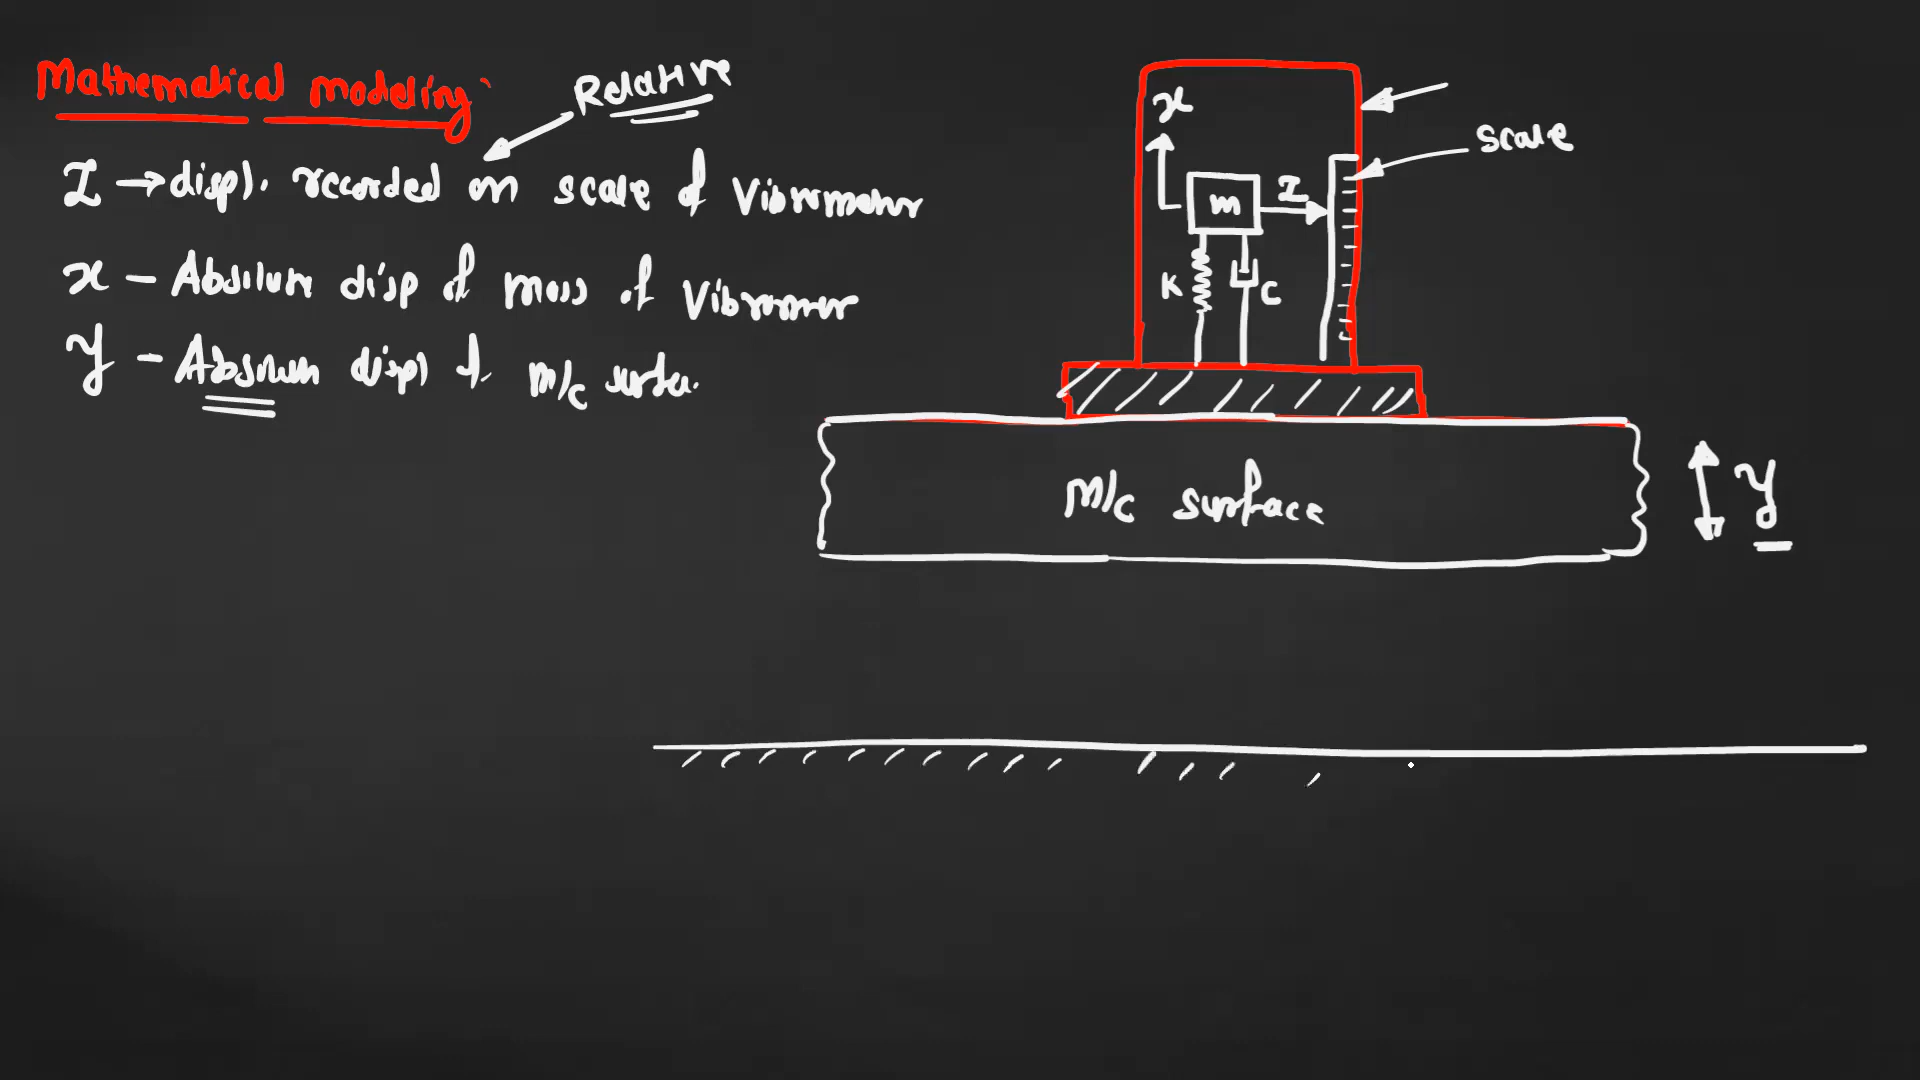 Mathematical modeling
Relative
Z → displ. recorded on scale of Vibrometer
x – Absolute disp of mass of Vibrometer
y – Absolute displ of m/c surface.
x
scale
m
Z
K
C
M/c surface
y